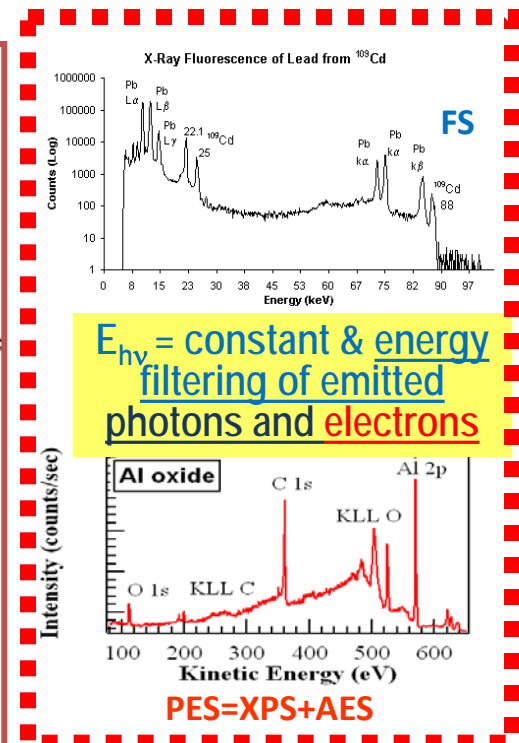 X-Ray Fluorescence of Lead from ¹⁰⁹Cd
FS
Counts (Log)
1000000
100000
10000
1000
100
10
1
Pb
Lα
Pb
Lβ
Pb
Lγ
22.1 ¹⁰⁹Cd
25
Pb
kα
Pb
kα
Pb
kβ
¹⁰⁹Cd
88
0 8 15 23 30 38 45 52 60 67 75 82 90 97
Energy (keV)
E_hν = constant & energy
filtering of emitted
photons and electrons
Al oxide
Intensity (counts/sec)
O 1s
KLL C
C 1s
KLL O
Al 2p
100 200 300 400 500 600
Kinetic Energy (eV)
PES=XPS+AES